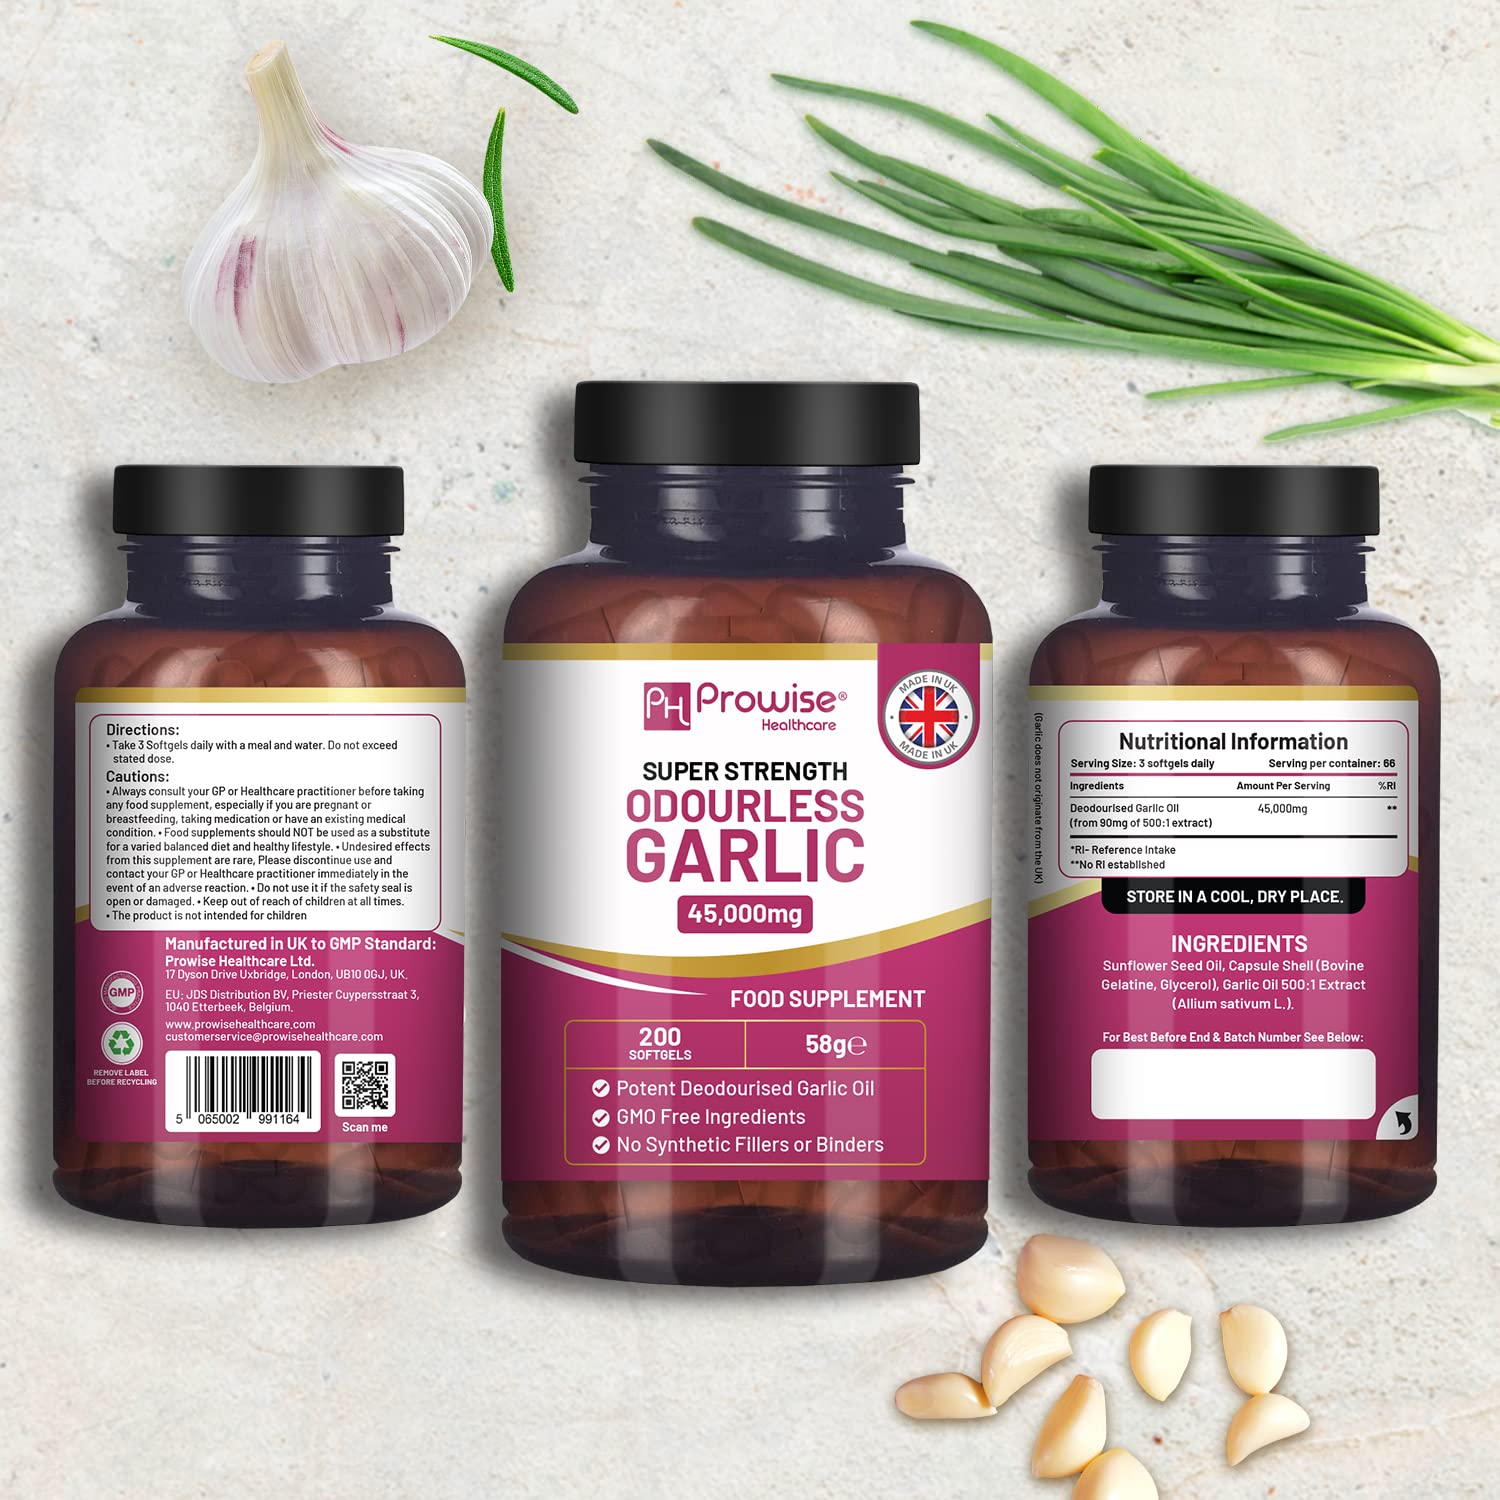 Directions:
• Take 3 Softgels daily with a meal and water. Do not exceed
stated dose.
Cautions:
• Always consult your GP or Healthcare practitioner before taking
any food supplement, especially if you are pregnant or
breastfeeding, taking medication or have an existing medical
condition. • Food supplements should NOT be used as a substitute
for a varied balanced diet and healthy lifestyle. • Undesired effects
from this supplement are rare, Please discontinue use and
contact your GP or Healthcare practitioner immediately in the
event of an adverse reaction. • Do not use it if the safety seal is
open or damaged. • Keep out of reach of children at all times.
• The product is not intended for children
Manufactured in UK to GMP Standard:
Prowise Healthcare Ltd.
17 Dyson Drive Uxbridge, London, UB10 0GJ, UK.
EU: JDS Distribution BV, Priester Cuypersstraat 3,
1040 Etterbeek, Belgium.
www.prowisehealthcare.com
customerservice@prowisehealthcare.com
GMP
REMOVE LABEL
BEFORE RECYCLING
5 065002 991164
Scan me
PH Prowise®
Healthcare
MADE IN UK
MADE IN UK
SUPER STRENGTH
ODOURLESS
GARLIC
45,000mg
FOOD SUPPLEMENT
200
SOFTGELS
58g℮
Potent Deodourised Garlic Oil
GMO Free Ingredients
No Synthetic Fillers or Binders
(Garlic does not originate from the UK)
Nutritional Information
Serving Size: 3 softgels daily Serving per container: 66
Ingredients Amount Per Serving %RI
Deodourised Garlic Oil 45,000mg **
(from 90mg of 500:1 extract)
*RI- Reference Intake
**No RI established
STORE IN A COOL, DRY PLACE.
INGREDIENTS
Sunflower Seed Oil, Capsule Shell (Bovine
Gelatine, Glycerol), Garlic Oil 500:1 Extract
(Allium sativum L.).
For Best Before End & Batch Number See Below: